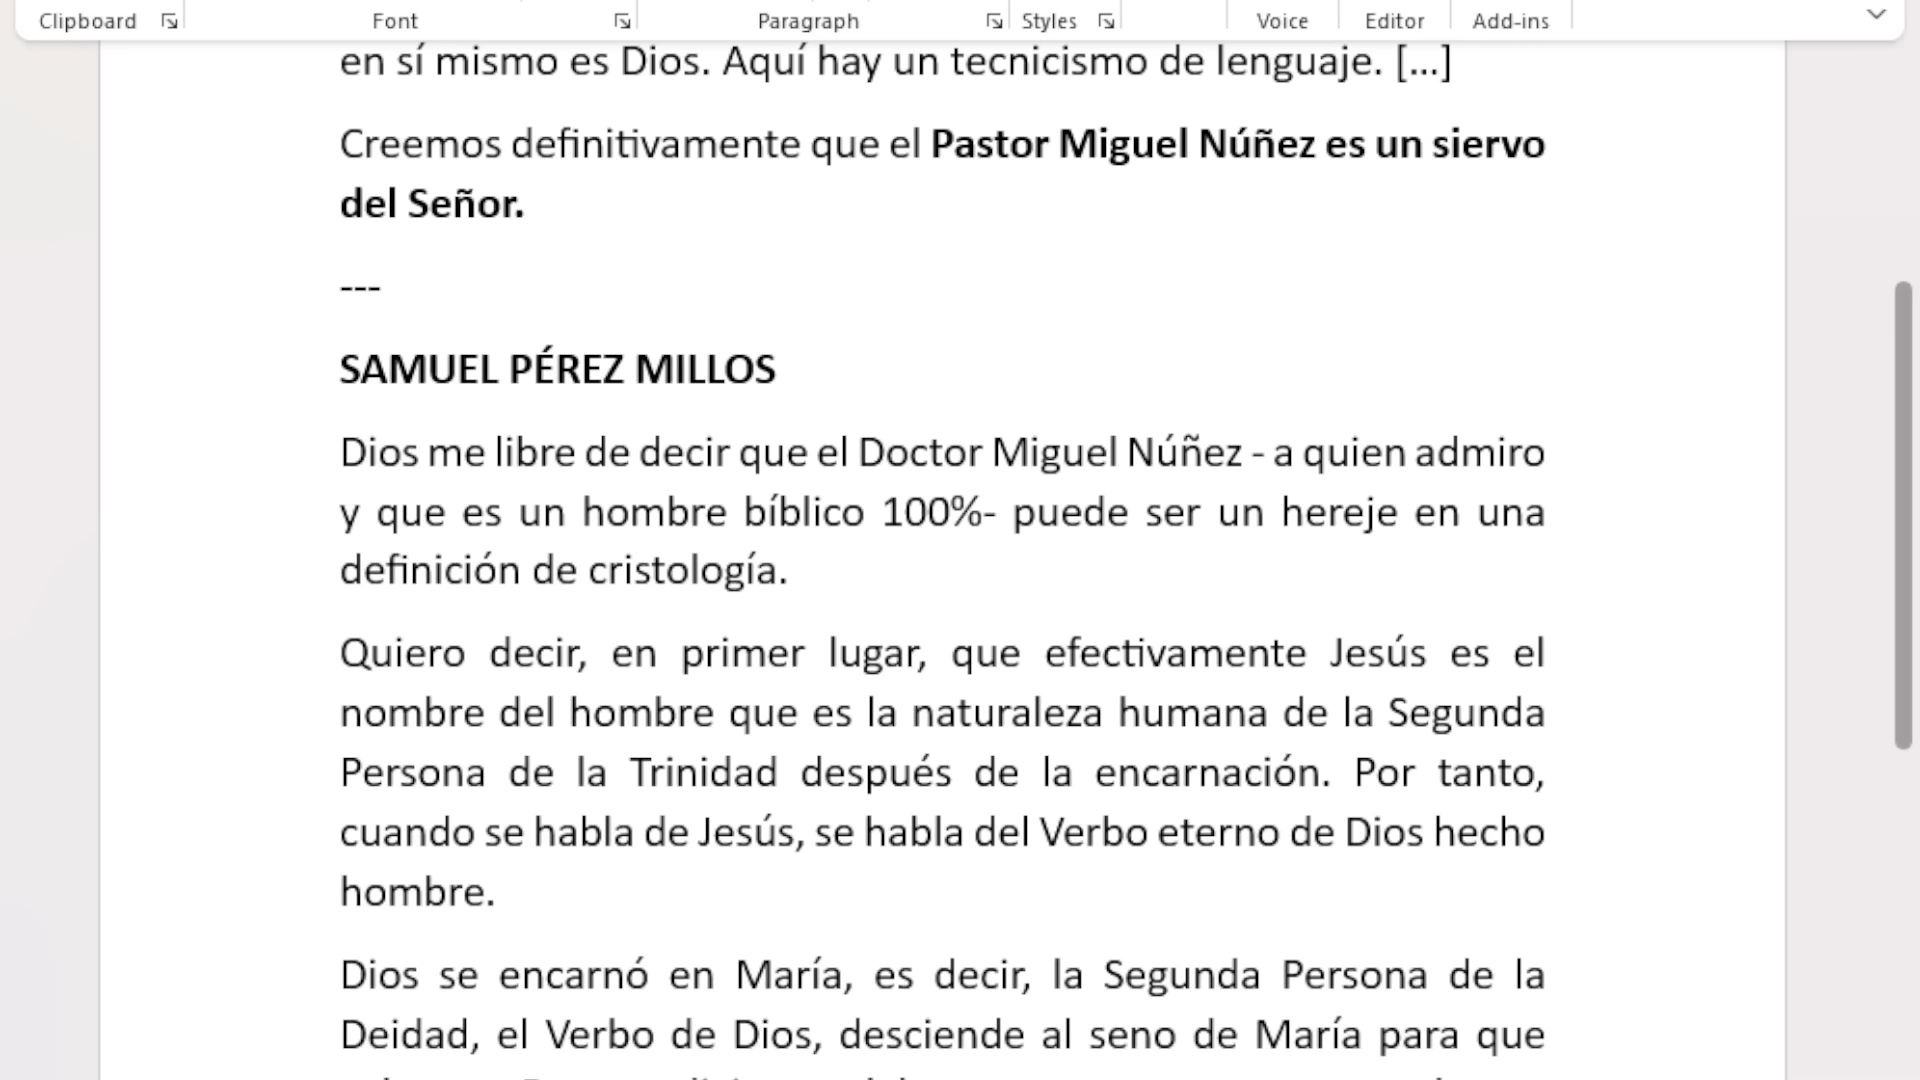 Clipboard Font Paragraph Styles Voice Editor Add-ins
en sí mismo es Dios. Aquí hay un tecnicismo de lenguaje. [...]
Creemos definitivamente que el Pastor Miguel Núñez es un siervo
del Señor.
---
SAMUEL PÉREZ MILLOS
Dios me libre de decir que el Doctor Miguel Núñez - a quien admiro
y que es un hombre bíblico 100%- puede ser un hereje en una
definición de cristología.
Quiero decir, en primer lugar, que efectivamente Jesús es el
nombre del hombre que es la naturaleza humana de la Segunda
Persona de la Trinidad después de la encarnación. Por tanto,
cuando se habla de Jesús, se habla del Verbo eterno de Dios hecho
hombre.
Dios se encarnó en María, es decir, la Segunda Persona de la
Deidad, el Verbo de Dios, desciende al seno de María para que